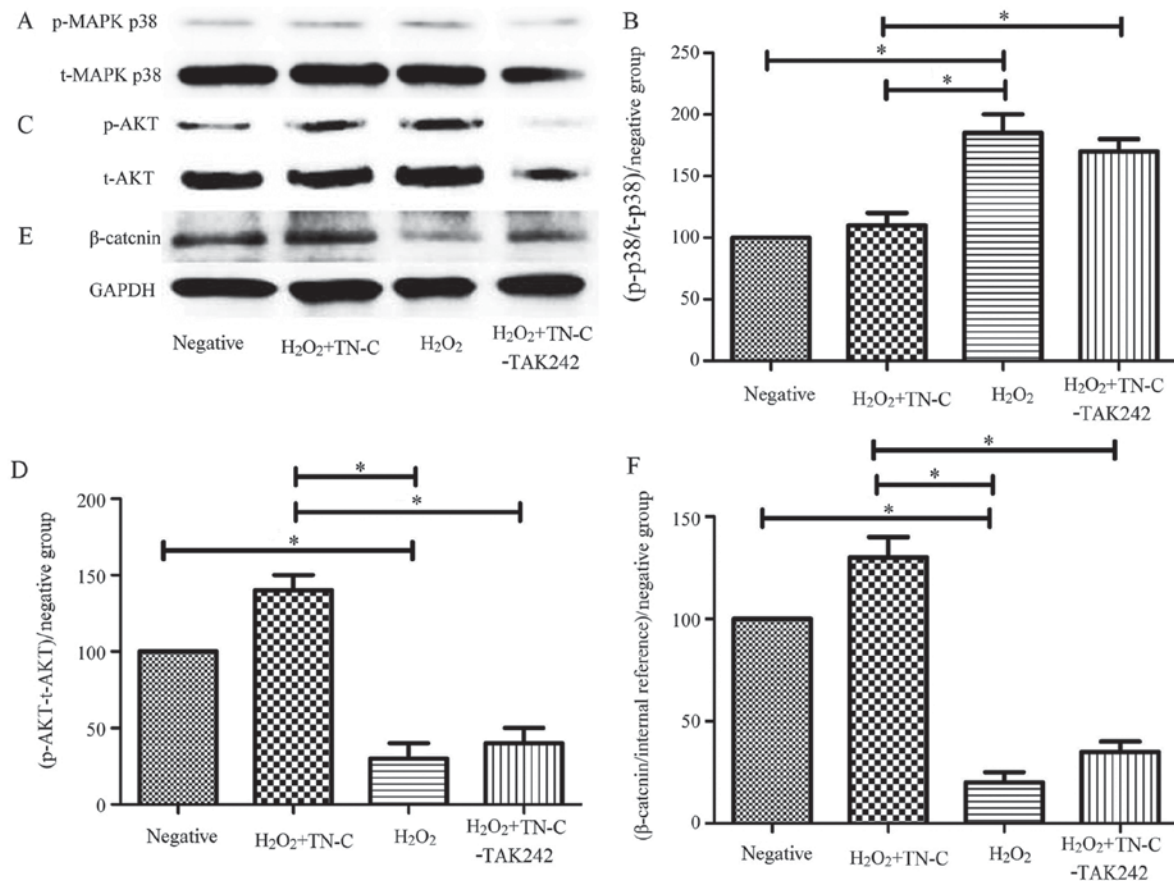 A
p-MAPK p38
t-MAPK p38
C
p-AKT
t-AKT
E
β-catcnin
GAPDH
Negative
H₂O₂+TN-C
H₂O₂
H₂O₂+TN-C
-TAK242
B
(p-p38/t-p38)/negative group
250
200
150
100
50
0
*
*
*
Negative
H₂O₂+TN-C
H₂O₂
H₂O₂+TN-C
-TAK242
D
(p-AKT-t-AKT)/negative group
200
150
100
50
0
*
*
*
Negative
H₂O₂+TN-C
H₂O₂
H₂O₂+TN-C
-TAK242
F
(β-catcnin/internal reference)/negative group
150
100
50
0
*
*
*
Negative
H₂O₂+TN-C
H₂O₂
H₂O₂+TN-C
-TAK242